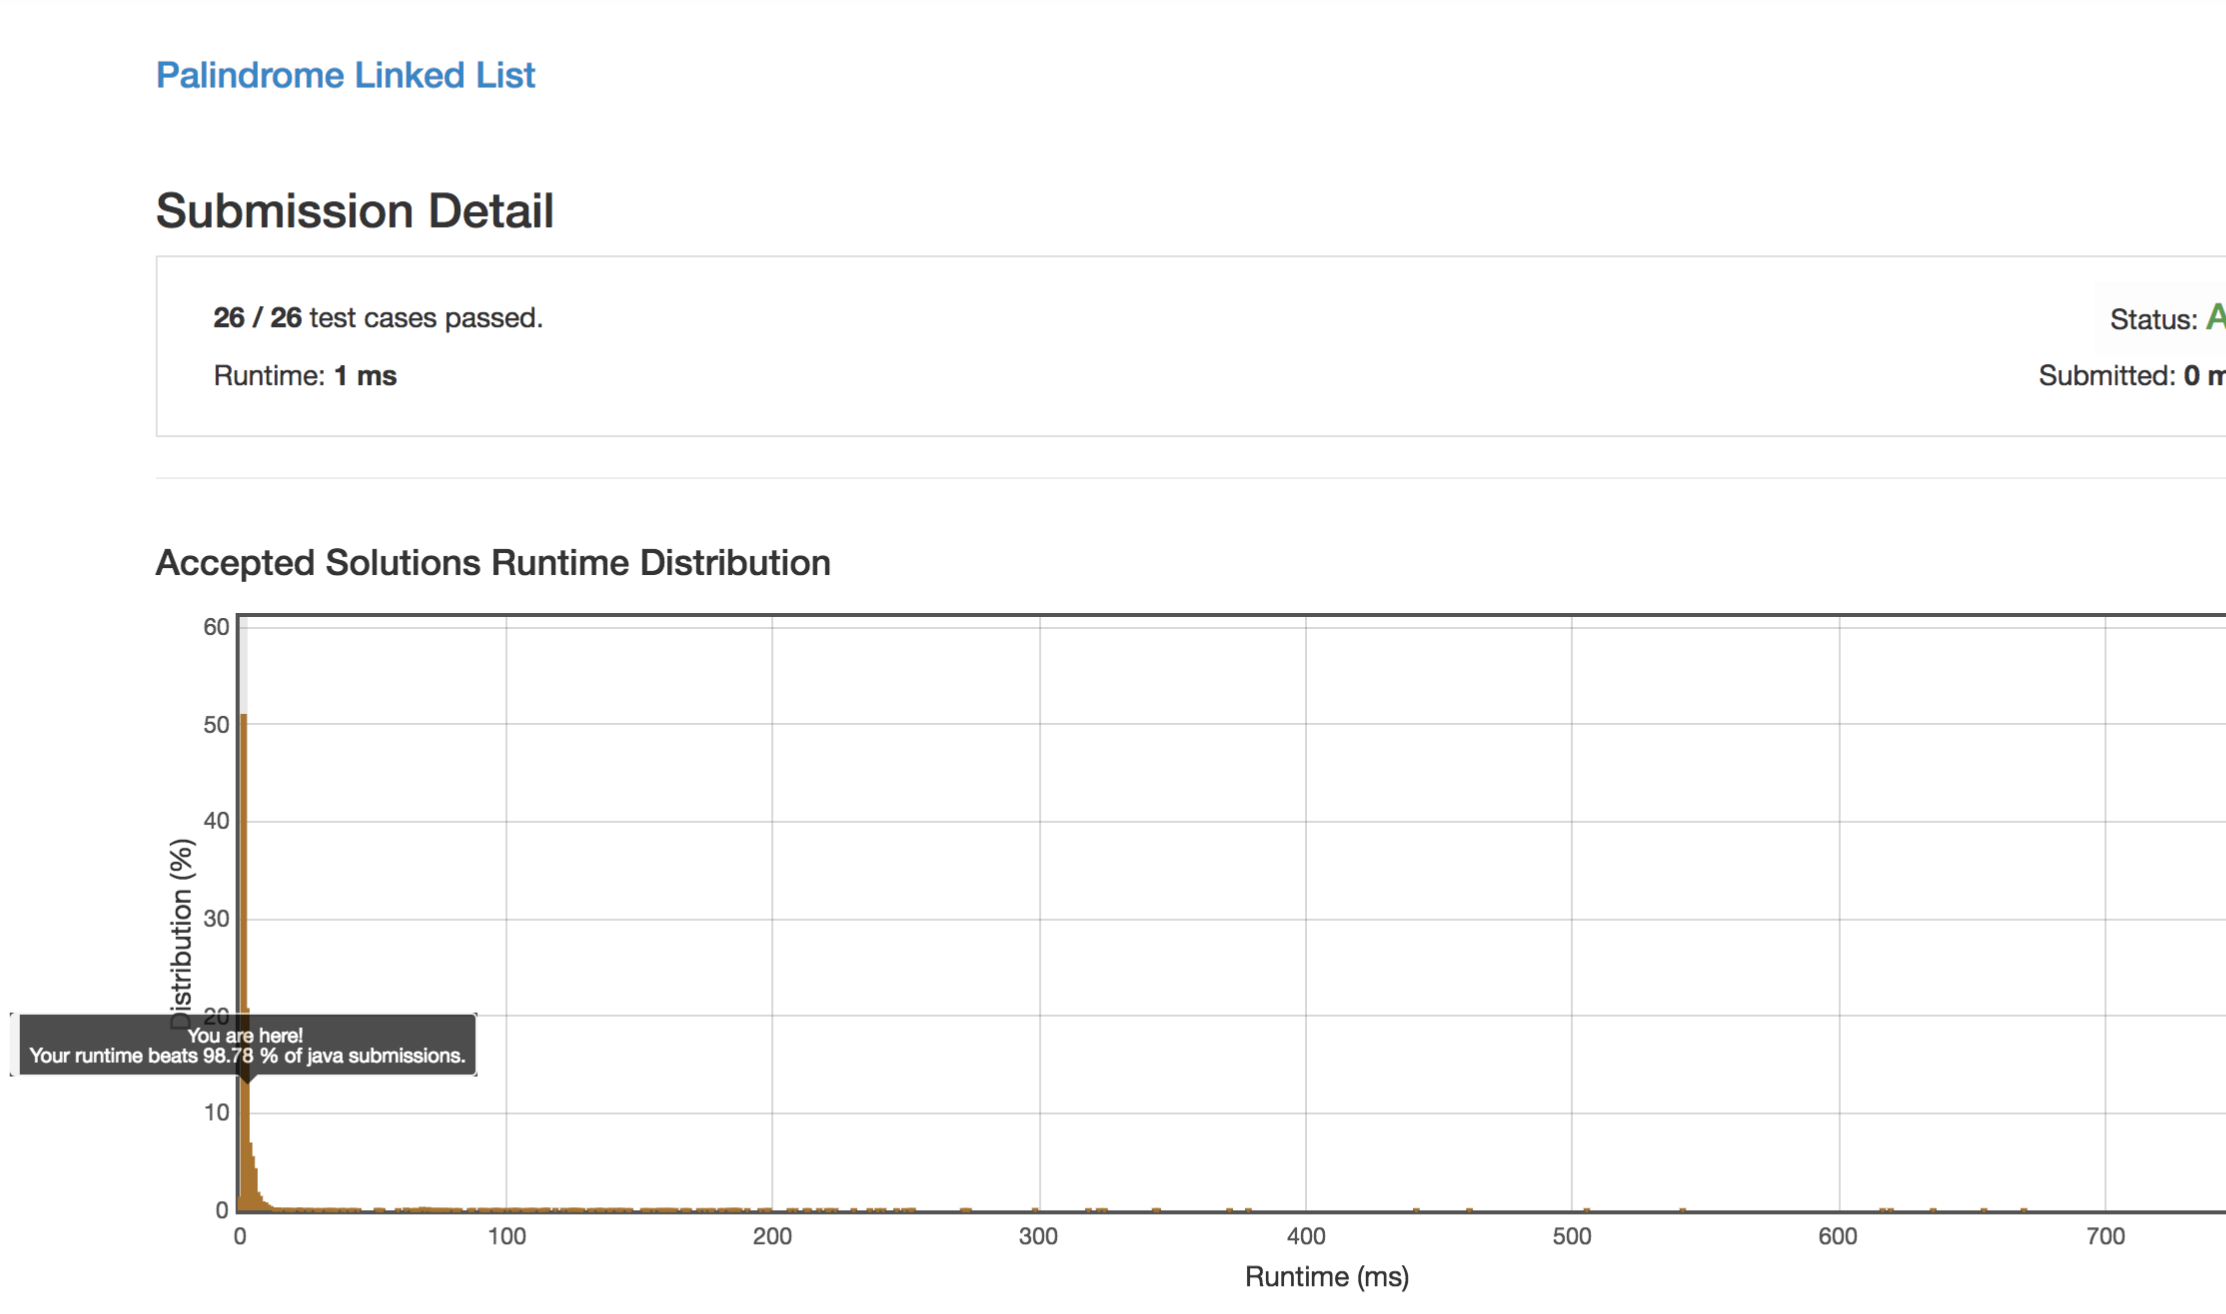 Palindrome Linked List
Submission Detail
26 / 26 test cases passed.
Status: A
Runtime: 1 ms
Submitted: 0 m
Accepted Solutions Runtime Distribution
60
50
40
30
20
10
0
Distribution (%)
You are here!
Your runtime beats 98.78 % of java submissions.
0 100 200 300 400 500 600 700
Runtime (ms)